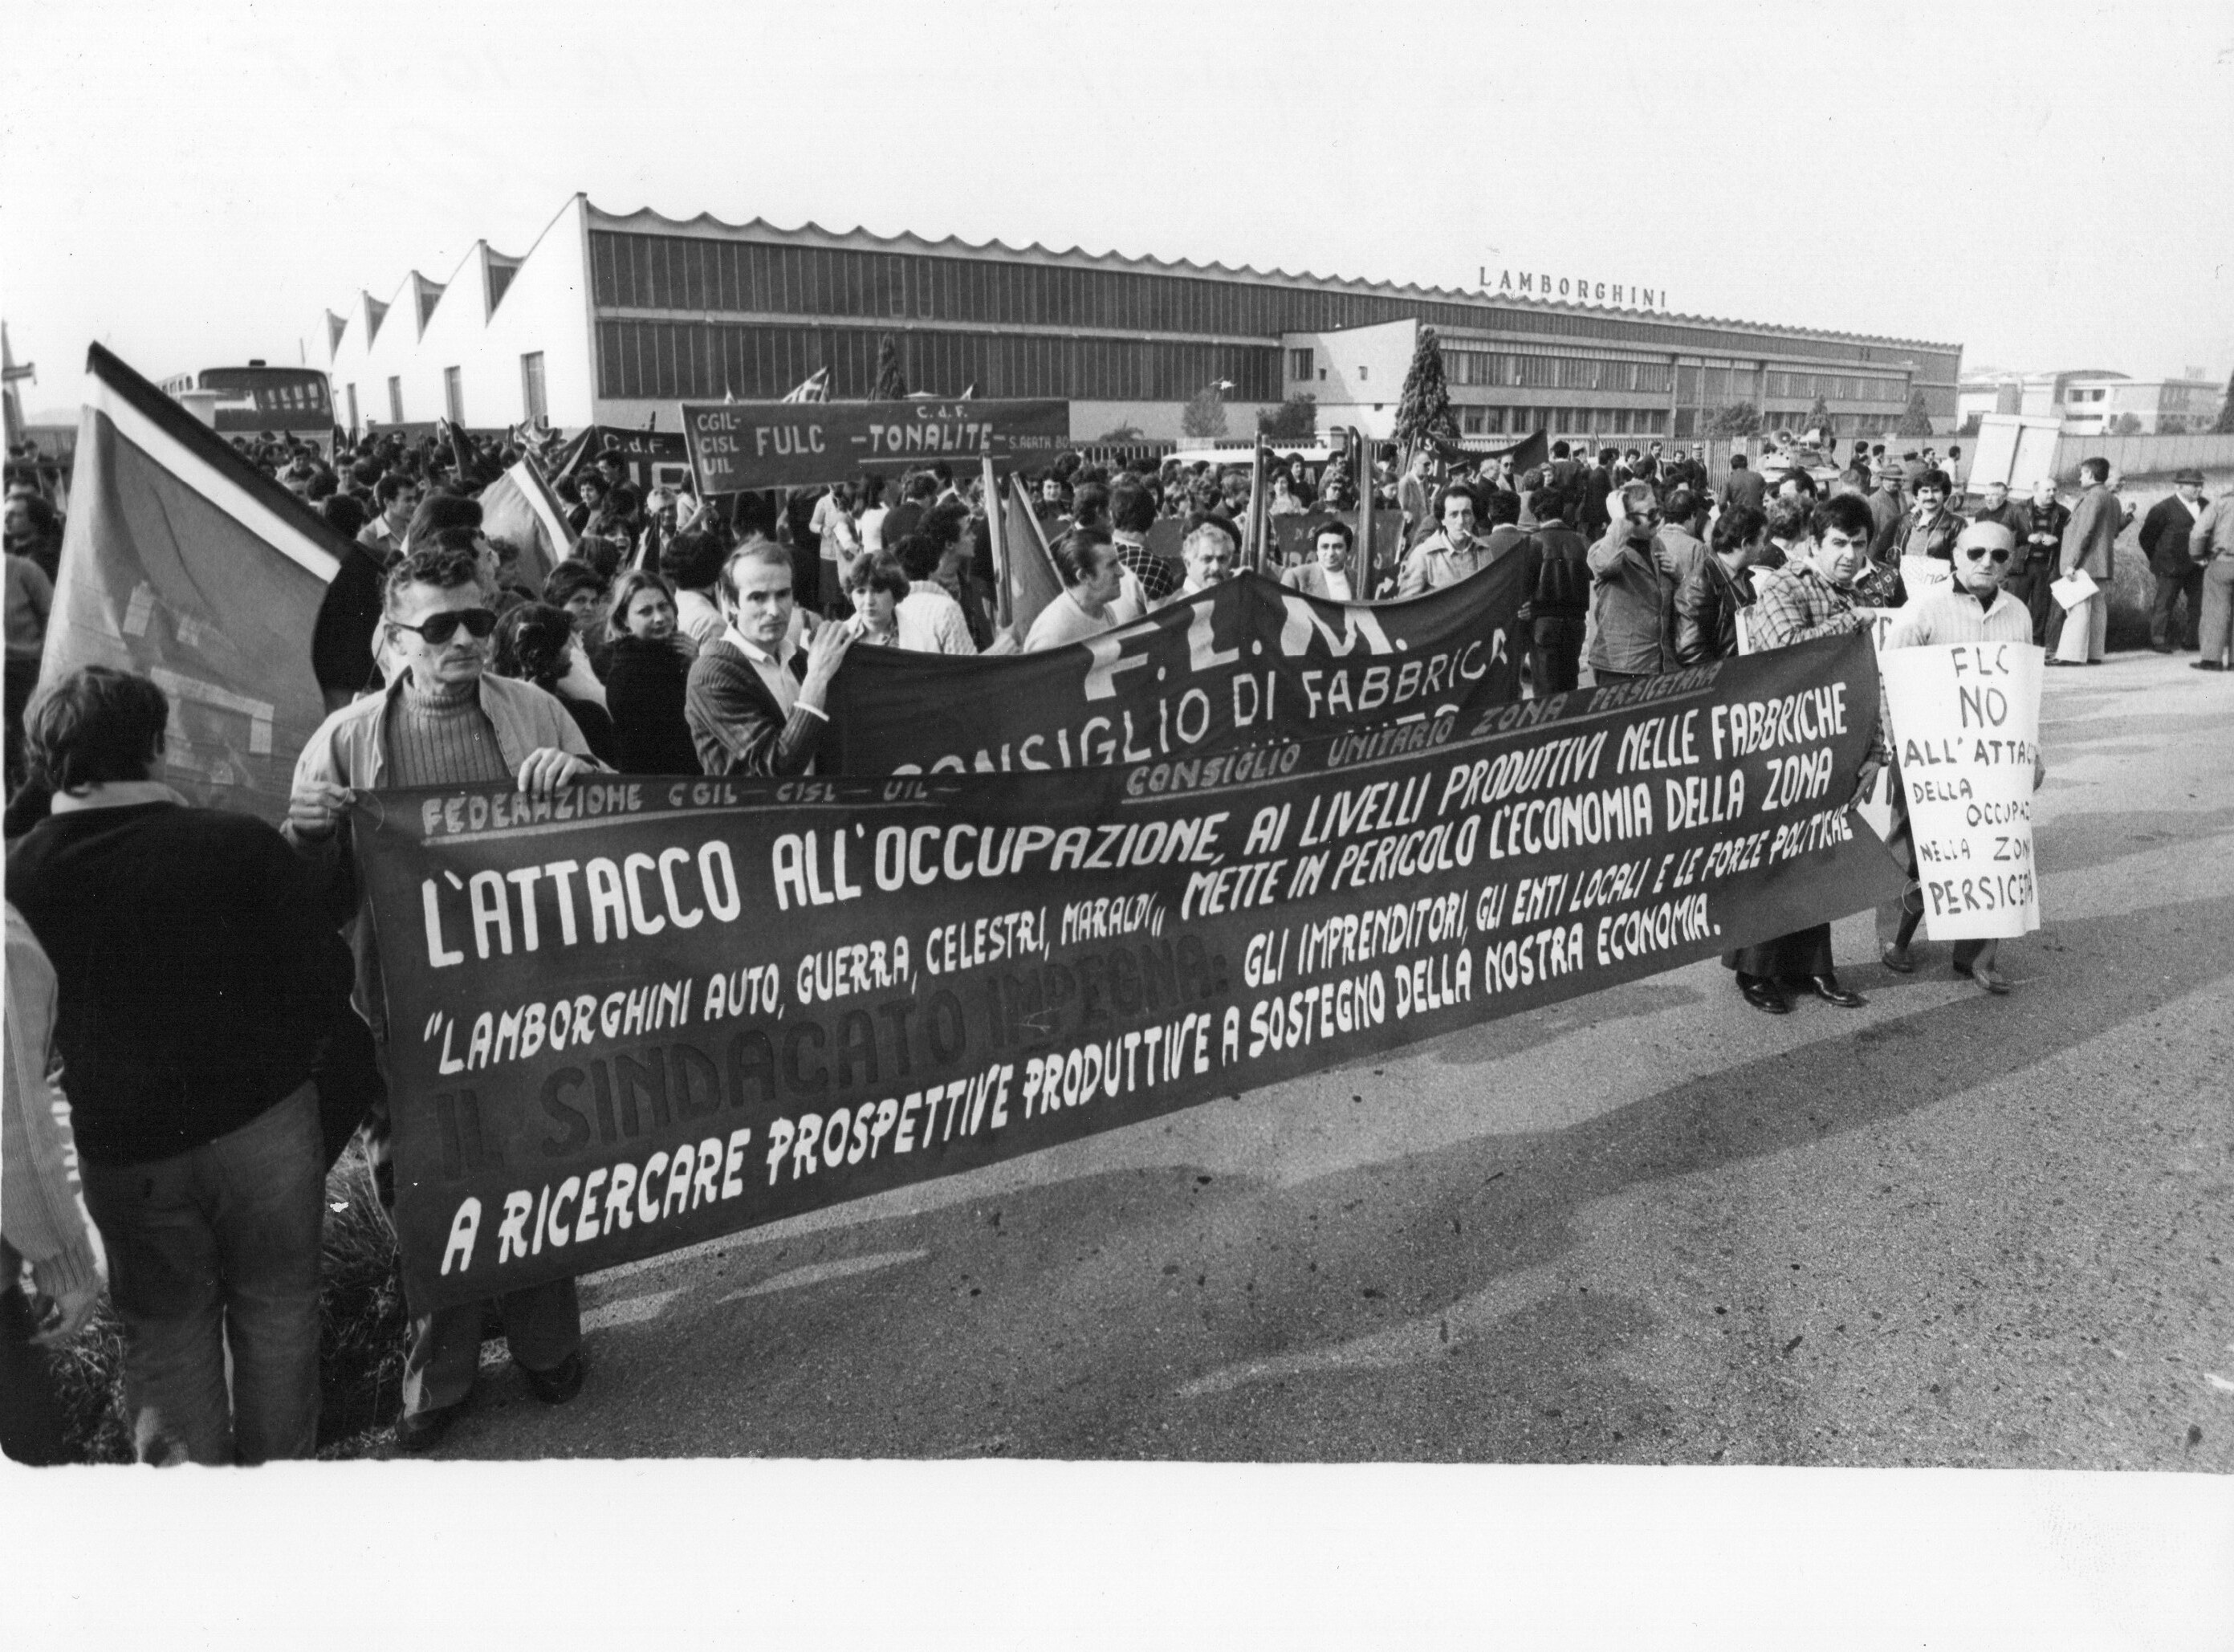 LAMBORGHINI
CGIL-
CISL
UIL
FULC
C.d.F.
-TONALITE-
S.AGATA BO
C.d.F.
F.L.M.
CONSIGLIO DI FABBRICA
FEDERAZIONE CGIL - CISL - UIL -
CONSIGLIO UNITARIO ZONA PERSICETANA
L'ATTACCO ALL'OCCUPAZIONE, AI LIVELLI PRODUTTIVI NELLE FABBRICHE
"LAMBORGHINI AUTO, GUERRA, CELESTRI, MARALDI,, METTE IN PERICOLO L'ECONOMIA DELLA ZONA
IL SINDACATO IMPEGNA: GLI IMPRENDITORI, GLI ENTI LOCALI E LE FORZE POLITICHE
A RICERCARE PROSPETTIVE PRODUTTIVE A SOSTEGNO DELLA NOSTRA ECONOMIA.
FLC
NO
ALL'ATTAC
DELLA
OCCUPAZ
NELLA ZON
PERSICETA